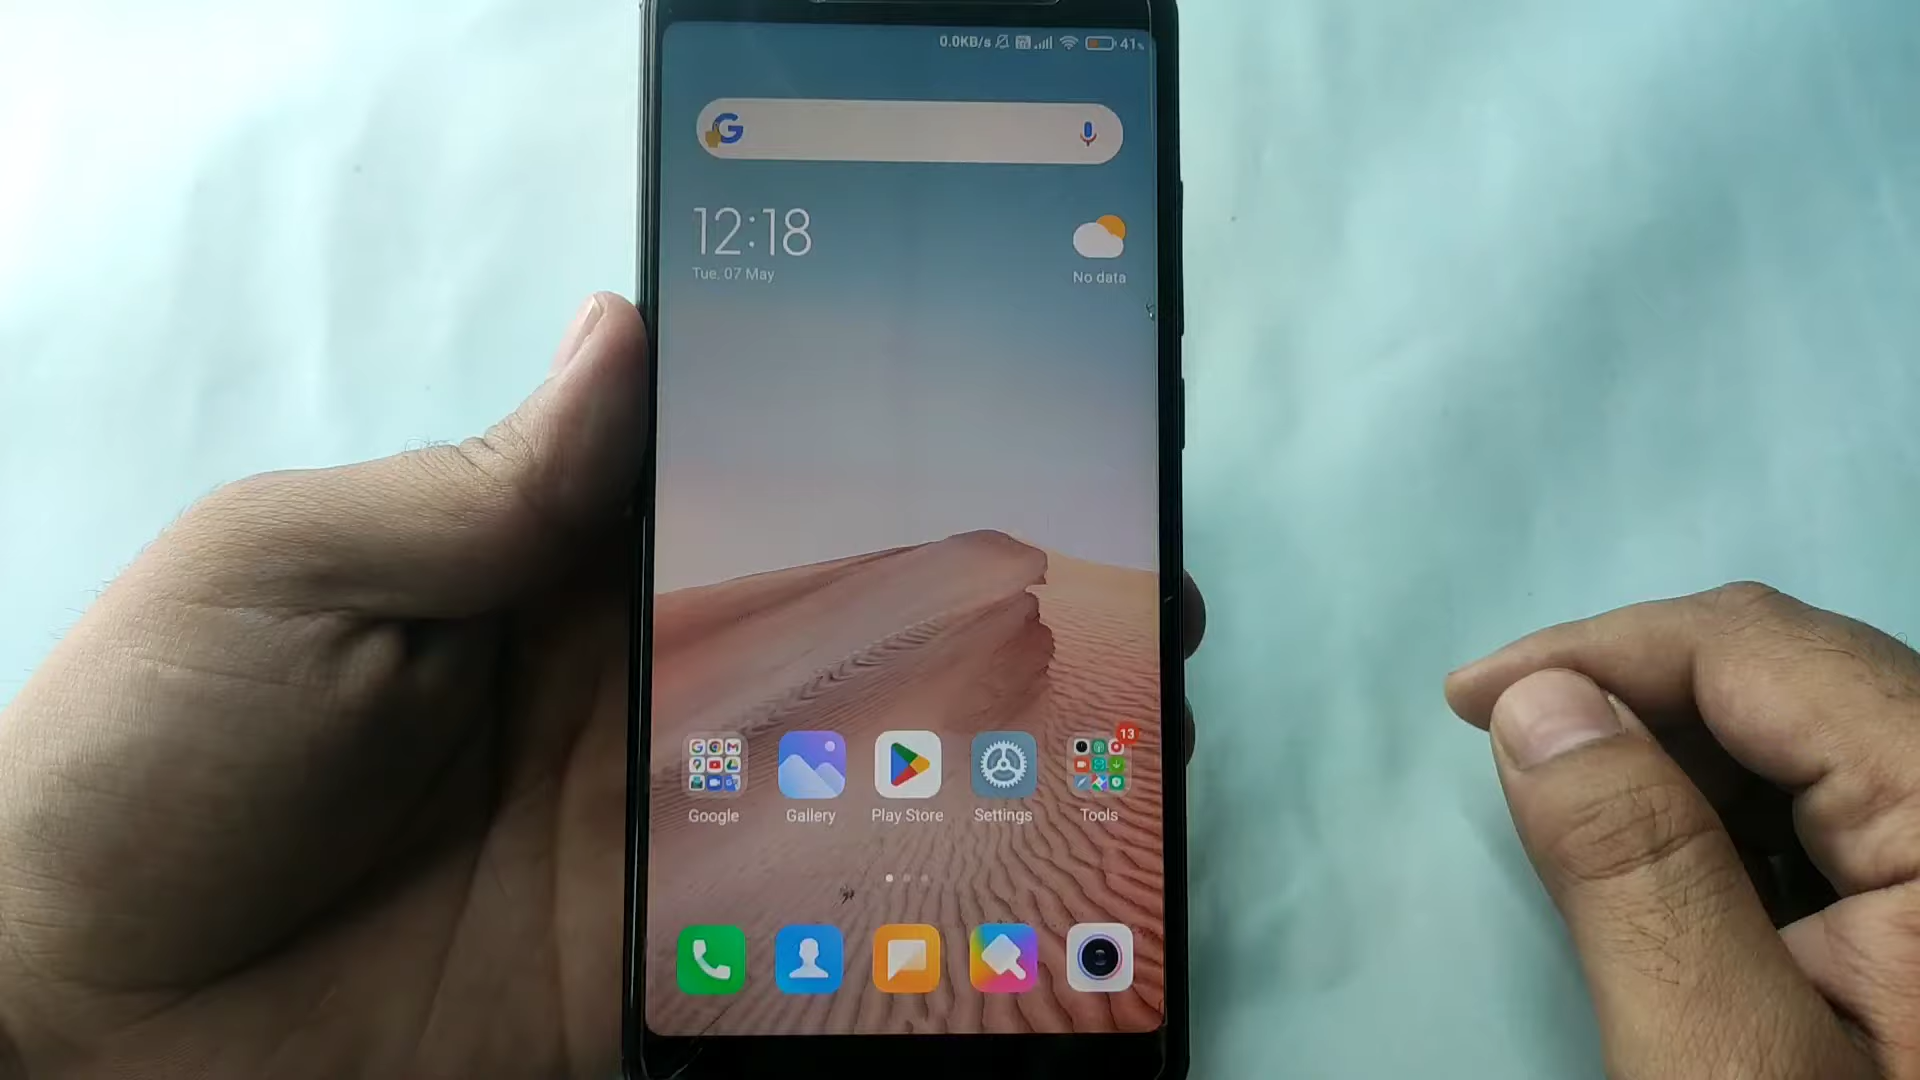 0.0KB/s 41%
G
12:18
Tue, 07 May
No data
13
Google Gallery Play Store Settings Tools